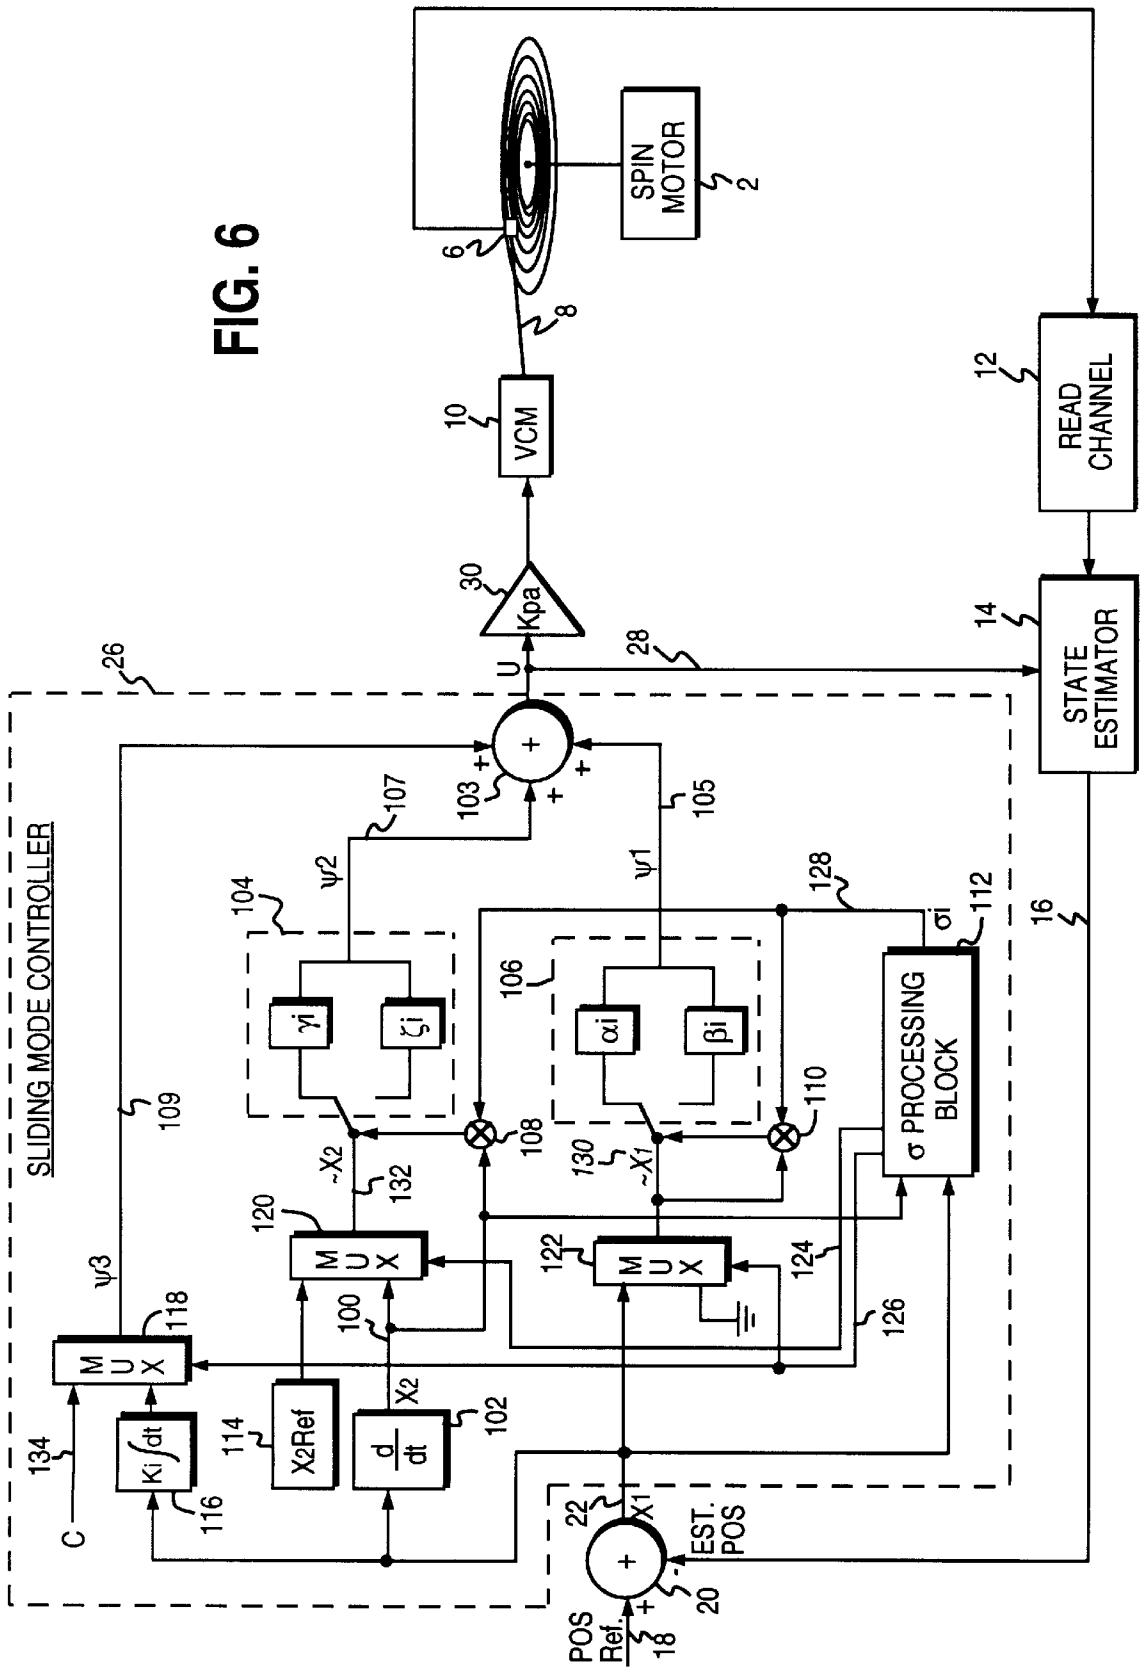 FIG. 6
SLIDING MODE CONTROLLER
26
C
134
Ki∫dt
116
MUX
118
ψ3
109
114
X2Ref
d
dt
102
X2
100
MUX
120
~X2
132
104
γi
ζi
ψ2
107
108
103
+
+
+
+
U
30
Kpa
10
VCM
8
6
SPIN
MOTOR
2
28
POS
Ref.
18
+
+
20
-
EST.
POS
22
X1
MUX
122
130
~X1
106
αi
βi
ψ1
105
110
124
126
128
σi
σ PROCESSING
BLOCK
112
16
14
STATE
ESTIMATOR
12
READ
CHANNEL